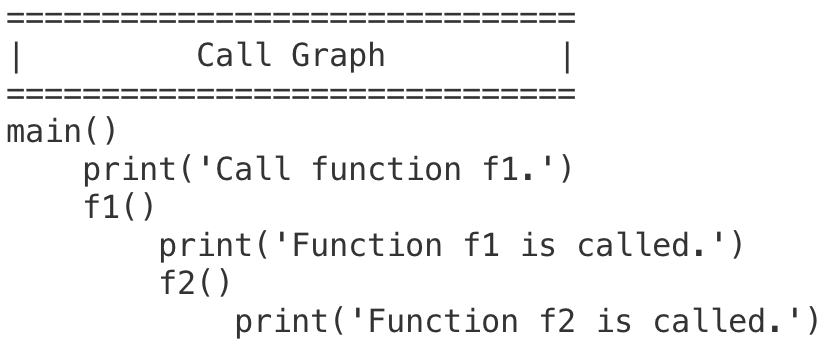 ==============================
|         Call Graph         |
==============================
main()
    print('Call function f1.')
    f1()
        print('Function f1 is called.')
        f2()
            print('Function f2 is called.')